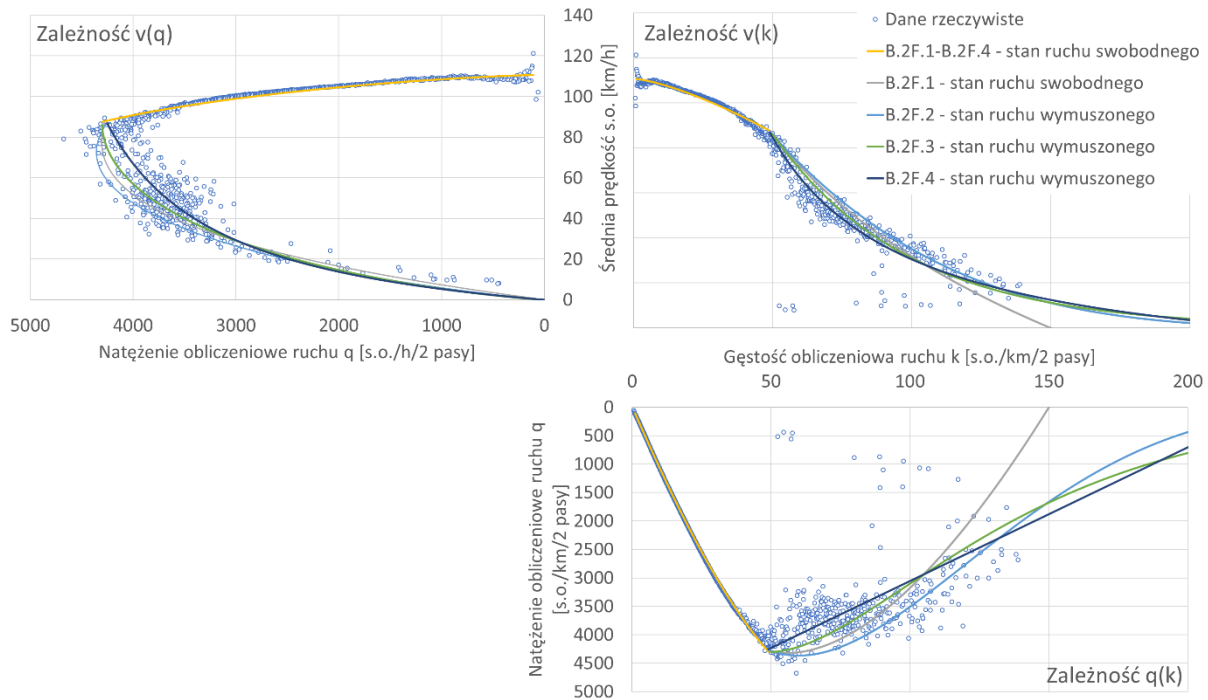 Zależność v(q)
140
120
100
80
60
40
20
0
Średnia prędkość s.o. [km/h]
5000 4000 3000 2000 1000 0
Natężenie obliczeniowe ruchu q [s.o./h/2 pasy]
Zależność v(k)
Dane rzeczywiste
B.2F.1-B.2F.4 - stan ruchu swobodnego
B.2F.1 - stan ruchu swobodnego
B.2F.2 - stan ruchu wymuszonego
B.2F.3 - stan ruchu wymuszonego
B.2F.4 - stan ruchu wymuszonego
Gęstość obliczeniowa ruchu k [s.o./km/2 pasy]
0 50 100 150 200
0
500
1000
1500
2000
2500
3000
3500
4000
4500
5000
Natężenie obliczeniowe ruchu q
[s.o./km/2 pasy]
Zależność q(k)